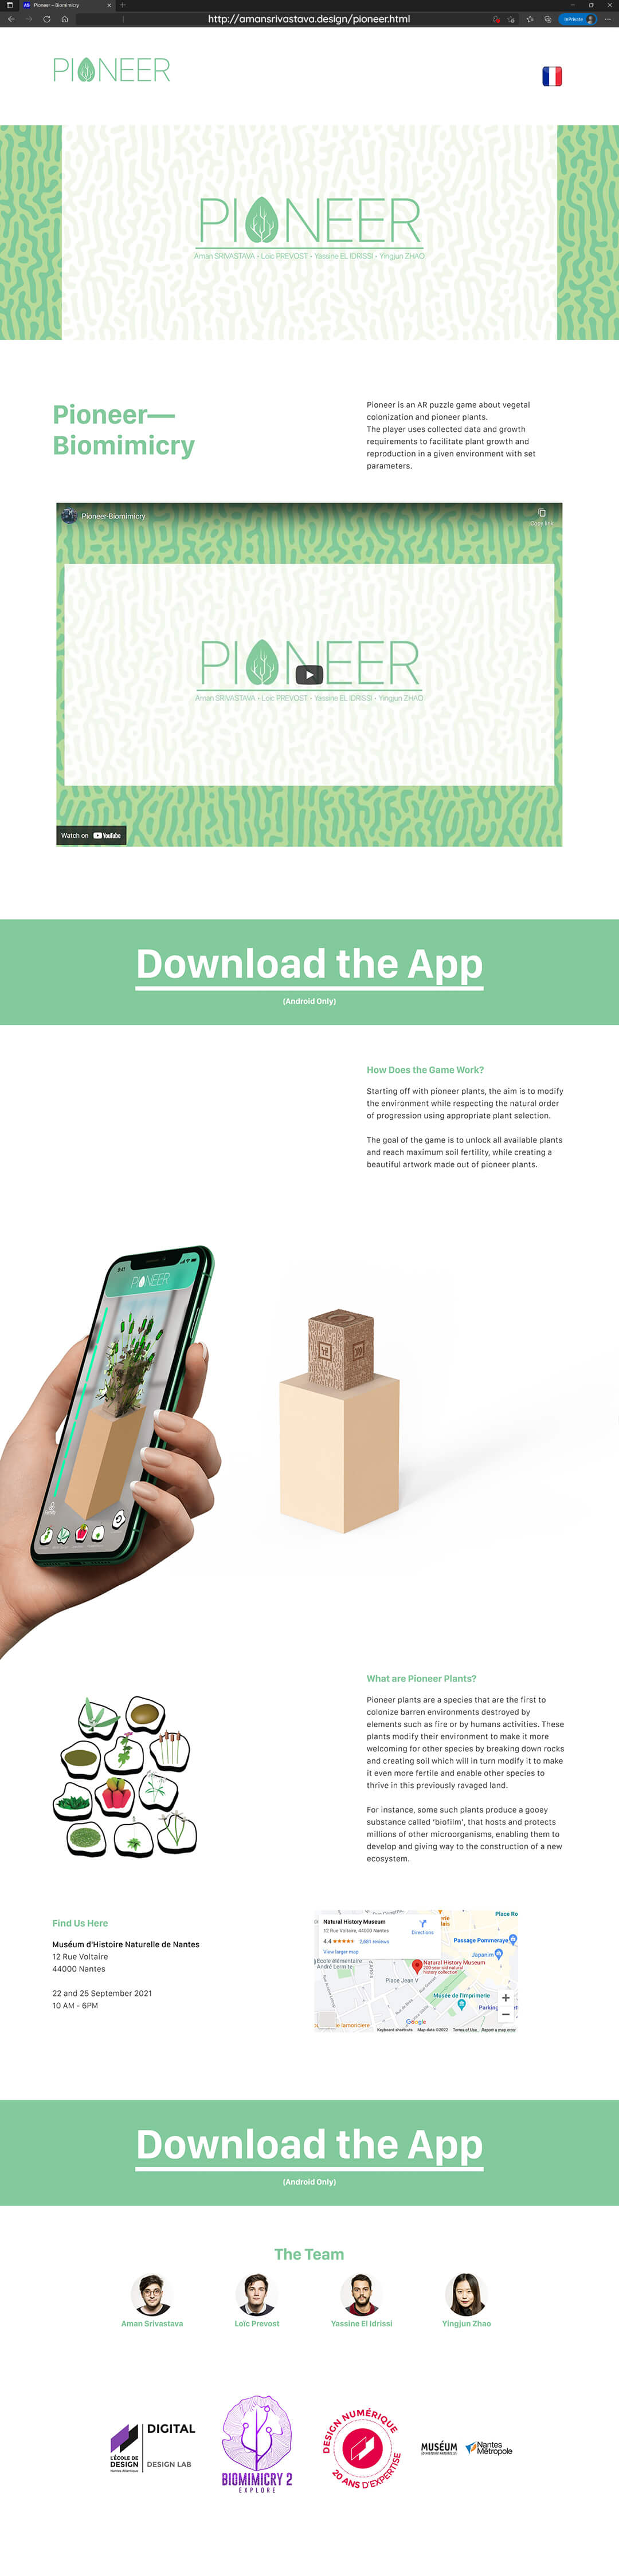 Pioneer - Biomimicry
http://amansrivastava.design/pioneer.html
InPrivate
PIONEER
PIONEER
Aman SRIVASTAVA • Loïc PREVOST • Yassine EL IDRISSI • Yingjun ZHAO
Pioneer—
Biomimicry
Pioneer is an AR puzzle game about vegetal
colonization and pioneer plants.
The player uses collected data and growth
requirements to facilitate plant growth and
reproduction in a given environment with set
parameters.
Pioneer-Biomimicry
Copy link
PIONEER
Aman SRIVASTAVA • Loïc PREVOST • Yassine EL IDRISSI • Yingjun ZHAO
Watch on YouTube
Download the App
(Android Only)
How Does the Game Work?
Starting off with pioneer plants, the aim is to modify
the environment while respecting the natural order
of progression using appropriate plant selection.
The goal of the game is to unlock all available plants
and reach maximum soil fertility, while creating a
beautiful artwork made out of pioneer plants.
9:41
PIONEER
What are Pioneer Plants?
Pioneer plants are a species that are the first to
colonize barren environments destroyed by
elements such as fire or by humans activities. These
plants modify their environment to make it more
welcoming for other species by breaking down rocks
and creating soil which will in turn modify it to make
it even more fertile and enable other species to
thrive in this previously ravaged land.
For instance, some such plants produce a gooey
substance called 'biofilm', that hosts and protects
millions of other microorganisms, enabling them to
develop and giving way to the construction of a new
ecosystem.
Find Us Here
Muséum d'Histoire Naturelle de Nantes
12 Rue Voltaire
44000 Nantes
22 and 25 September 2021
10 AM - 6PM
Place Ro
Natural History Museum
12 Rue Voltaire, 44000 Nantes
Directions
4.4 ★★★★★ 3,681 reviews
View larger map
Passage Pommeraye
Japanim
Ecole élémentaire
André Lermite
Natural History Museum
200-year-old natural
history collection
Place Jean V
Musée de l'Imprimerie
Parking
Google
Keyboard shortcuts Map data ©2022 Terms of Use Report a map error
Download the App
(Android Only)
The Team
Aman Srivastava
Loïc Prevost
Yassine El Idrissi
Yingjun Zhao
L'ÉCOLE DE
DESIGN
Nantes Atlantique
DIGITAL
DESIGN LAB
BIOMIMICRY 2
EXPLORE
DESIGN NUMÉRIQUE
20 ANS D'EXPERTISE
MUSÉUM
D'HISTOIRE NATURELLE
Nantes
Métropole